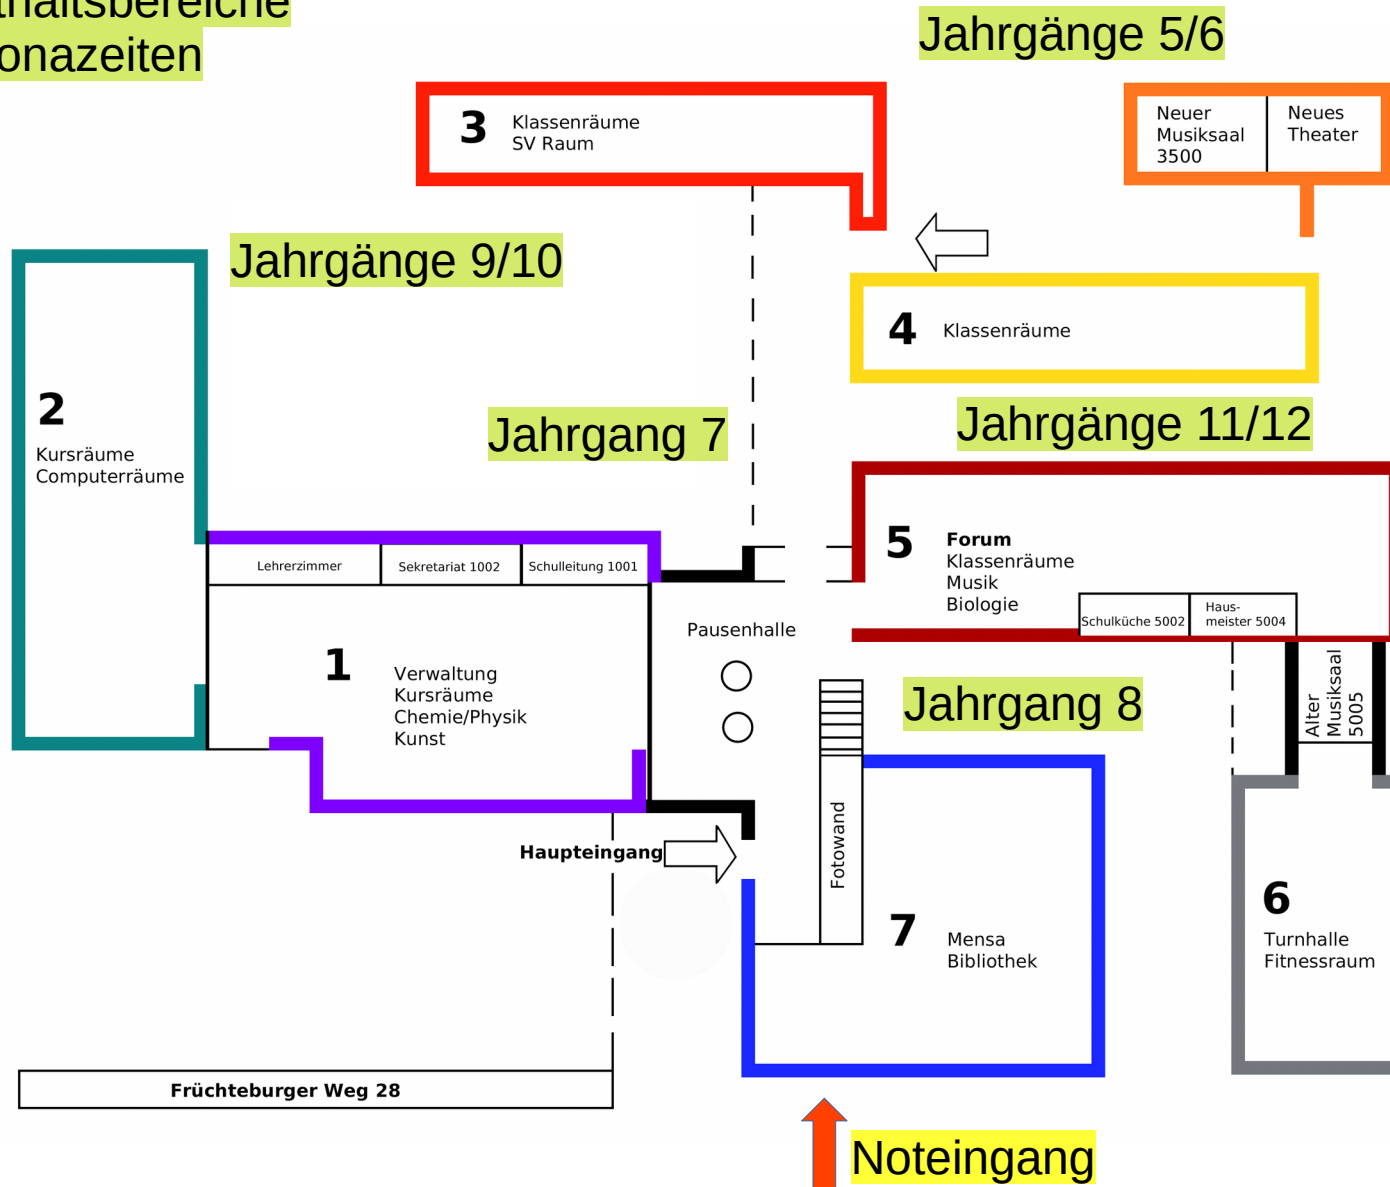 onazeiten
Jahrgänge 5/6
3
Klassenräume
SV Raum
Neuer
Musiksaal
3500
Neues
Theater
Jahrgänge 9/10
4
Klassenräume
2
Kursräume
Computerräume
Jahrgang 7
Jahrgänge 11/12
5
Forum
Klassenräume
Musik
Biologie
Lehrerzimmer
Sekretariat 1002
Schulleitung 1001
Schulküche 5002
Haus-
meister 5004
Pausenhalle
1
Verwaltung
Kursräume
Chemie/Physik
Kunst
Jahrgang 8
Alter
Musiksaal
5005
Haupteingang
Fotowand
7
Mensa
Bibliothek
6
Turnhalle
Fitnessraum
Früchteburger Weg 28
Noteingang